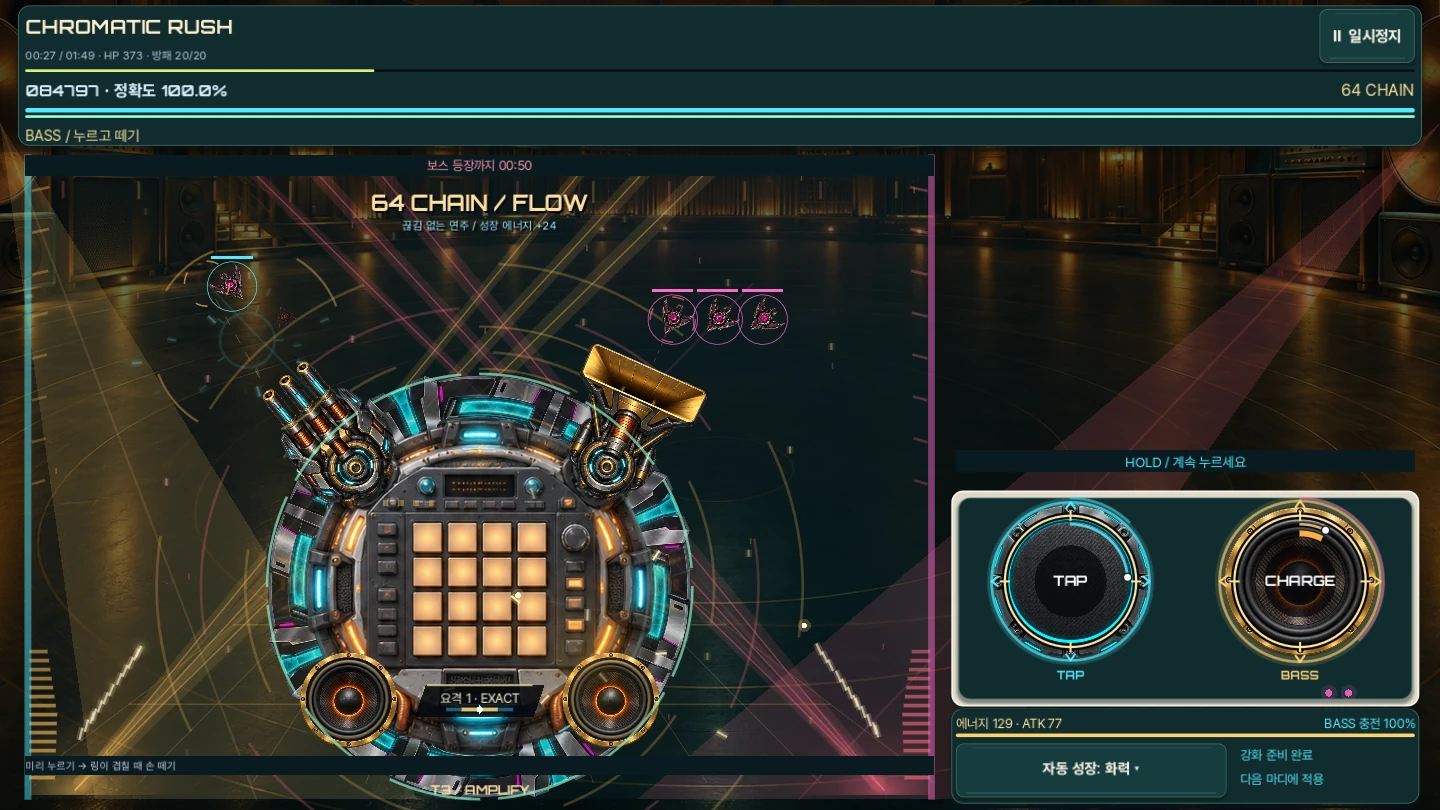 CHROMATIC RUSH
00:27 / 01:49 · HP 373 · 방패 20/20
일시정지
084797 · 정확도 100.0%
64 CHAIN
BASS / 누르고 떼기
보스 등장까지 00:50
64 CHAIN / FLOW
끊김 없는 연주 / 성장 에너지 +24
HOLD / 계속 누르세요
TAP
CHARGE
TAP
BASS
요격 1 · EXACT
에너지 129 · ATK 77
BASS 충전 100%
자동 성장: 화력
강화 준비 완료
다음 마디에 적용
미리 누르기 → 링이 겹칠 때 손 떼기
T3 / AMPLIFY